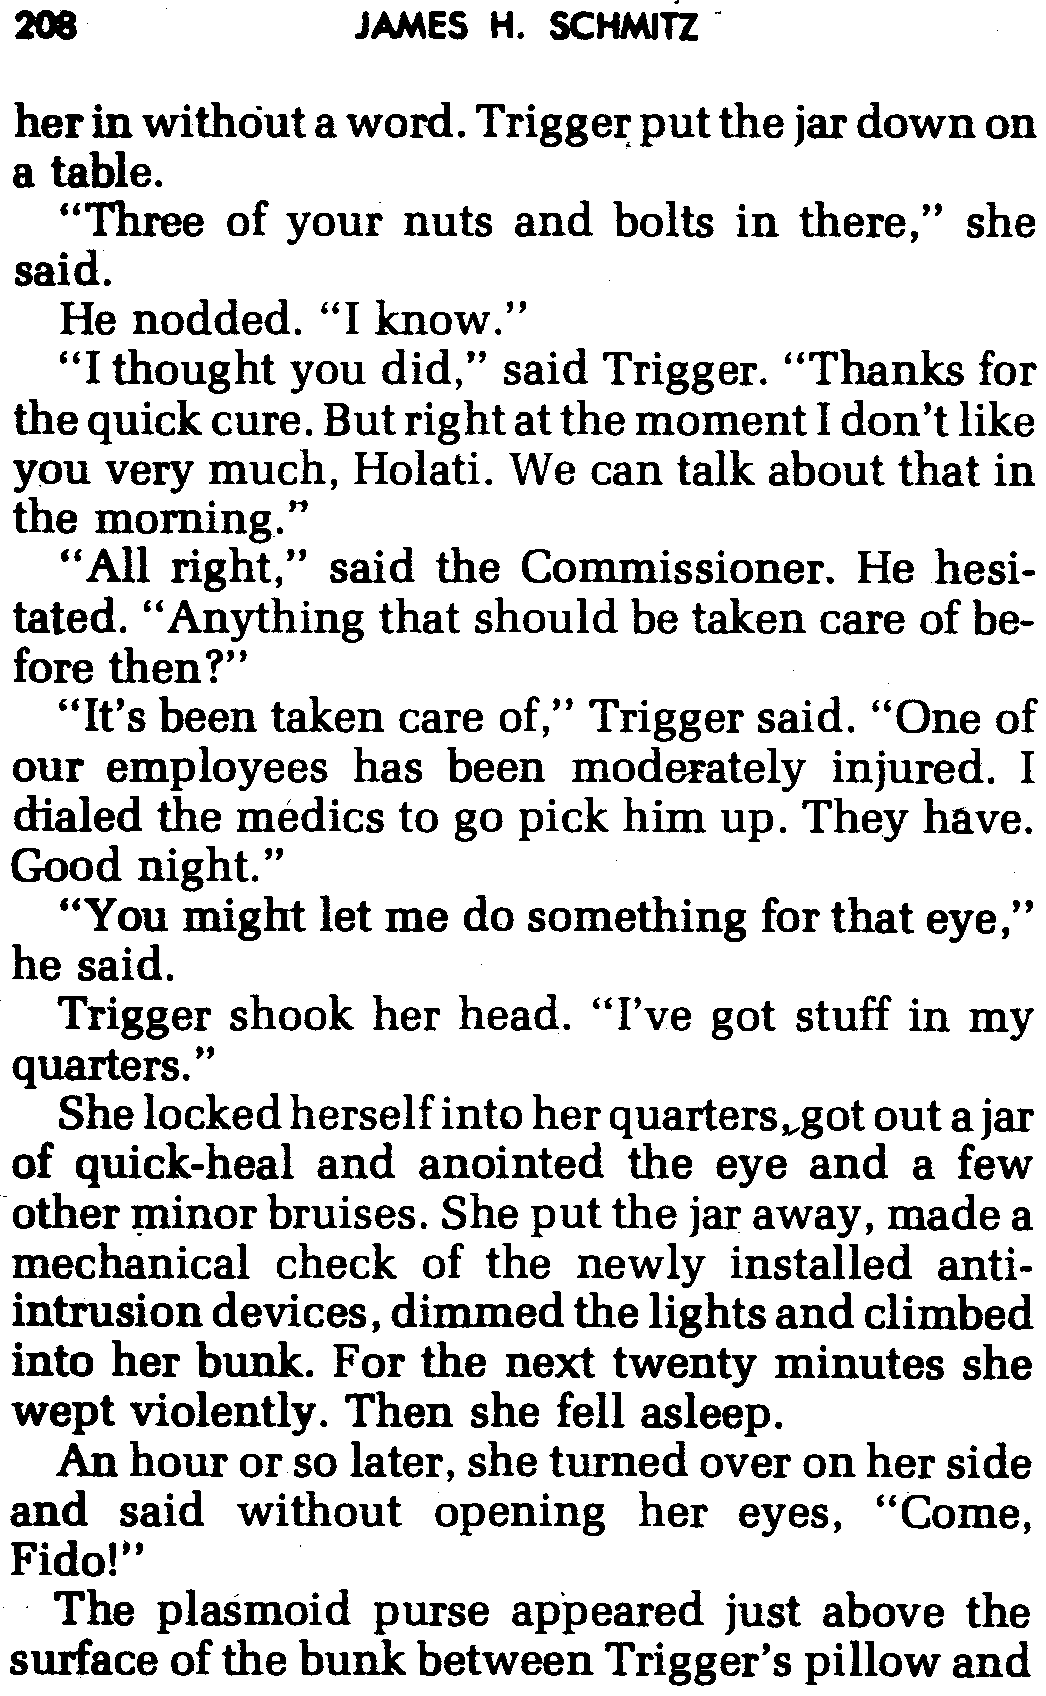 208 JAMES H. SCHMITZ
her in without a word. Trigger put the jar down on
a table.
“Three of your nuts and bolts in there,” she
said.
He nodded. “I know.”
“I thought you did,” said Trigger. “Thanks for
the quick cure. But right at the moment I don’t like
you very much, Holati. We can talk about that in
the morning.”
“All right,” said the Commissioner. He hesi-
tated. “Anything that should be taken care of be-
fore then?”
“It’s been taken care of,” Trigger said. “One of
our employees has been moderately injured. I
dialed the medics to go pick him up. They have.
Good night.”
“You might let me do something for that eye,”
he said.
Trigger shook her head. “I’ve got stuff in my
quarters.”
She locked herself into her quarters, got out a jar
of quick-heal and anointed the eye and a few
other minor bruises. She put the jar away, made a
mechanical check of the newly installed anti-
intrusion devices, dimmed the lights and climbed
into her bunk. For the next twenty minutes she
wept violently. Then she fell asleep.
An hour or so later, she turned over on her side
and said without opening her eyes, “Come,
Fido!”
The plasmoid purse appeared just above the
surface of the bunk between Trigger’s pillow and